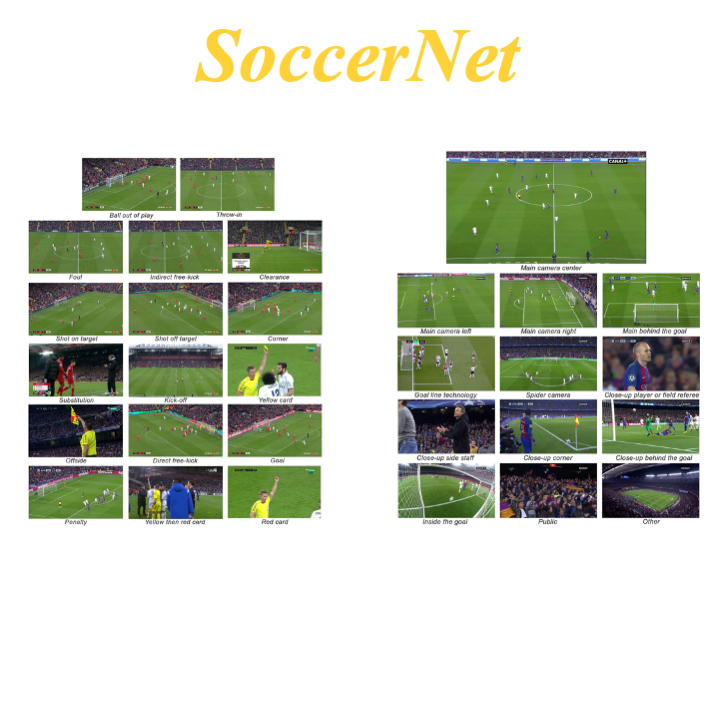 SoccerNet
Ball out of play
Throw-in
Foul
Indirect free-kick
Clearance
Shot on target
Shot off target
Corner
Substitution
Kick-off
Yellow card
Offside
Direct free-kick
Goal
Penalty
Yellow then red card
Red card
CANAL+
Main camera center
Main camera left
Main camera right
Main behind the goal
Goal line technology
Spider camera
Close-up player or field referee
Close-up side staff
Close-up corner
Close-up behind the goal
Inside the goal
Public
Other